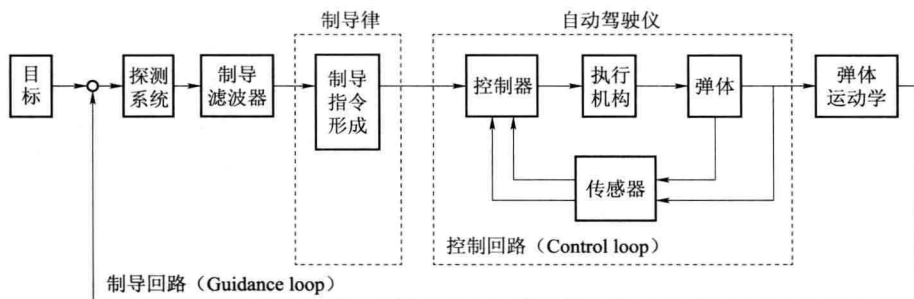 制导律
自动驾驶仪
目
标
探测
系统
制导
滤波器
制导
指令
形成
控制器
执行
机构
弹体
弹体
运动学
传感器
控制回路（Control loop）
制导回路（Guidance loop）